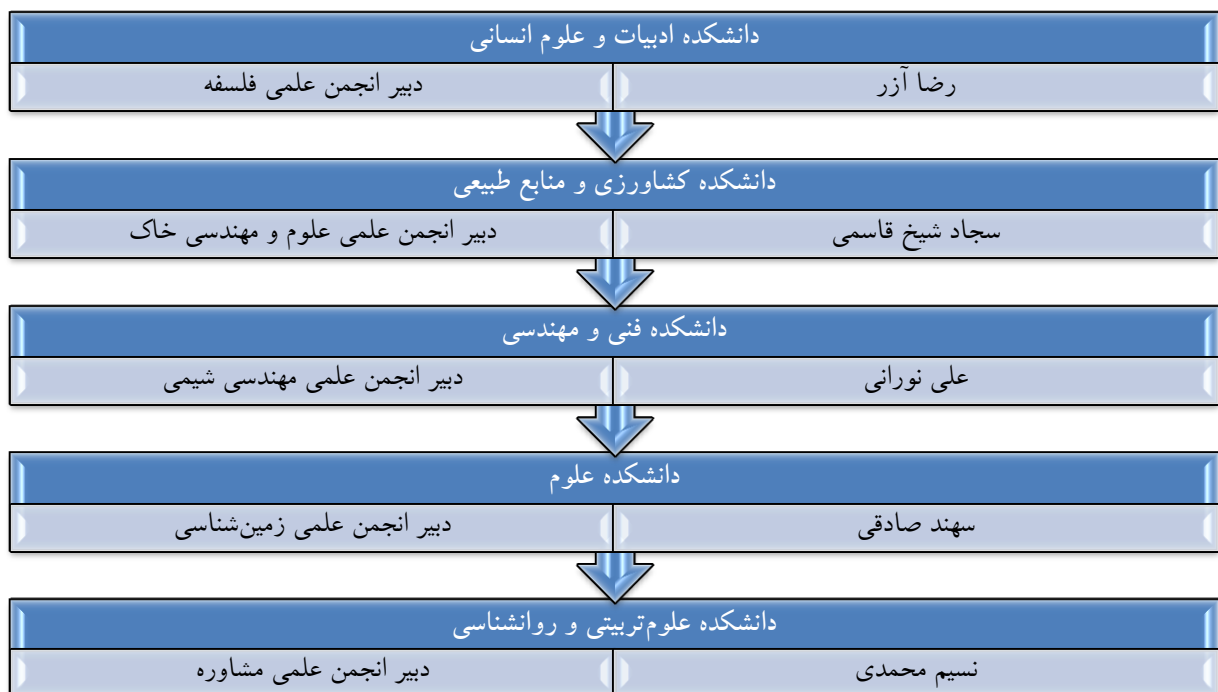 دانشکده ادبیات و علوم انسانی
رضا آزر
دبیر انجمن علمی فلسفه
دانشکده کشاورزی و منابع طبیعی
سجاد شیخ قاسمی
دبیر انجمن علمی علوم و مهندسی خاک
دانشکده فنی و مهندسی
علی نورانی
دبیر انجمن علمی مهندسی شیمی
دانشکده علوم
سهند صادقی
دبیر انجمن علمی زمین‌شناسی
دانشکده علوم‌تربیتی و روانشناسی
نسیم محمدی
دبیر انجمن علمی مشاوره